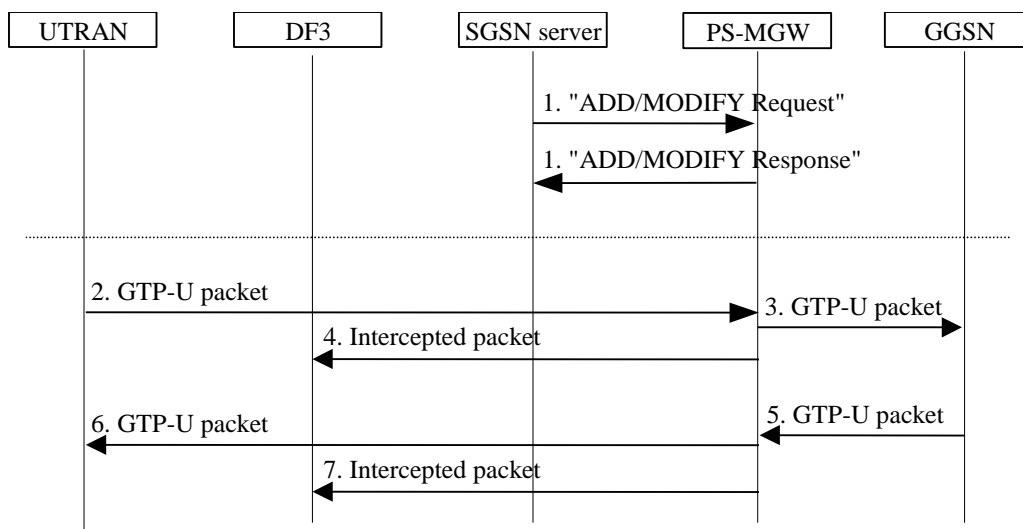 UTRAN
DF3
SGSN server
PS-MGW
GGSN
1. "ADD/MODIFY Request"
1. "ADD/MODIFY Response"
2. GTP-U packet
3. GTP-U packet
4. Intercepted packet
5. GTP-U packet
6. GTP-U packet
7. Intercepted packet